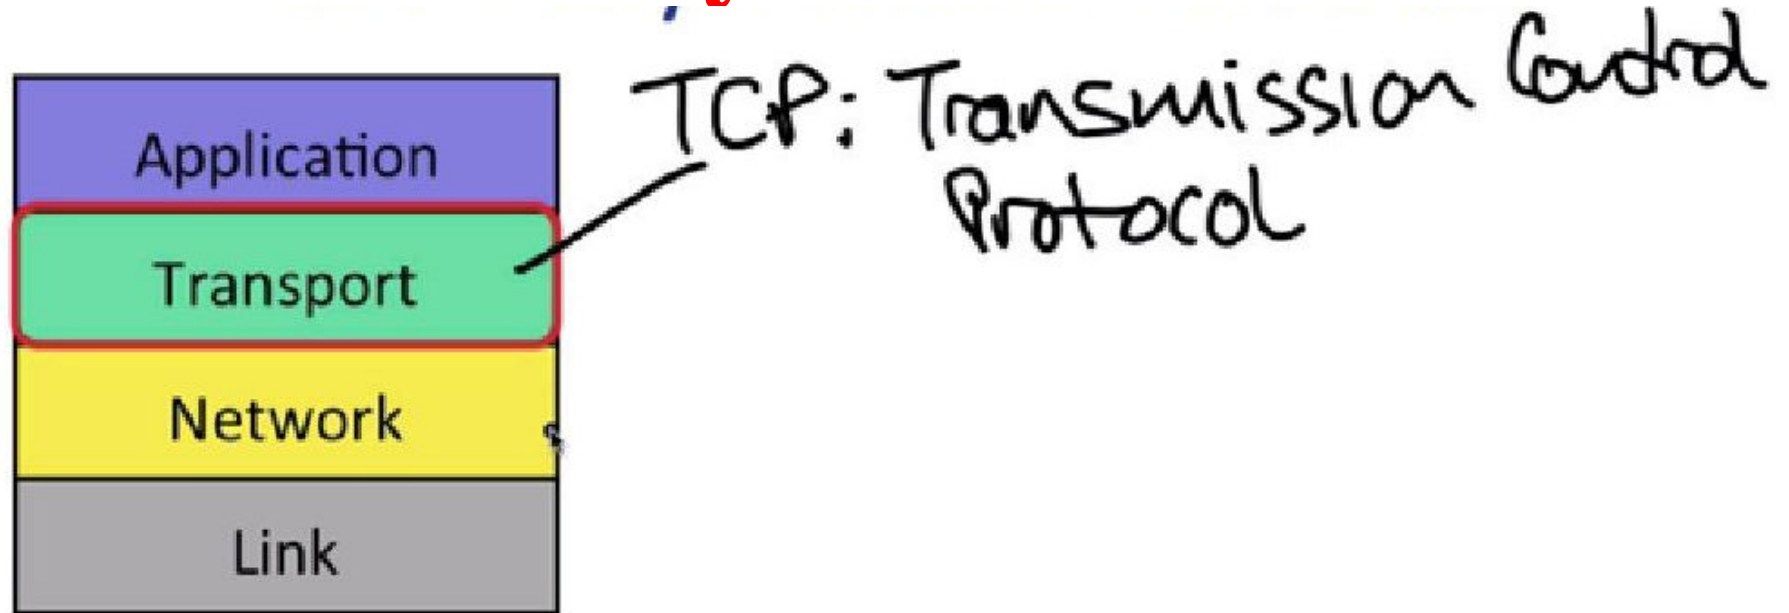 TCP: Transmission Control
Protocol
Application
Transport
Network
Link